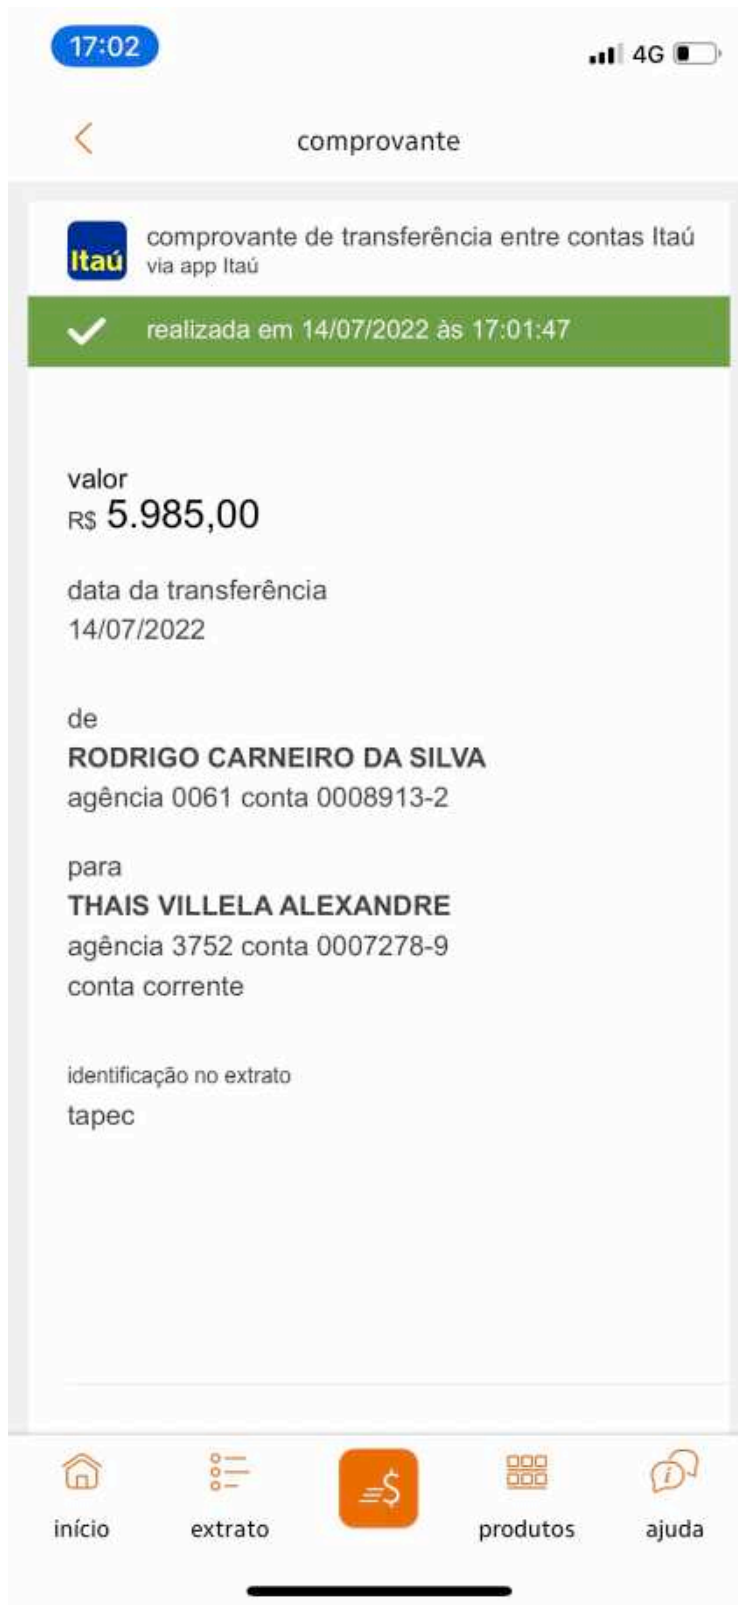 17:02
4G
comprovante
Itaú
comprovante de transferência entre contas Itaú
via app Itaú
realizada em 14/07/2022 às 17:01:47
valor
R$ 5.985,00
data da transferência
14/07/2022
de
RODRIGO CARNEIRO DA SILVA
agência 0061 conta 0008913-2
para
THAIS VILLELA ALEXANDRE
agência 3752 conta 0007278-9
conta corrente
identificação no extrato
tapec
início extrato produtos ajuda